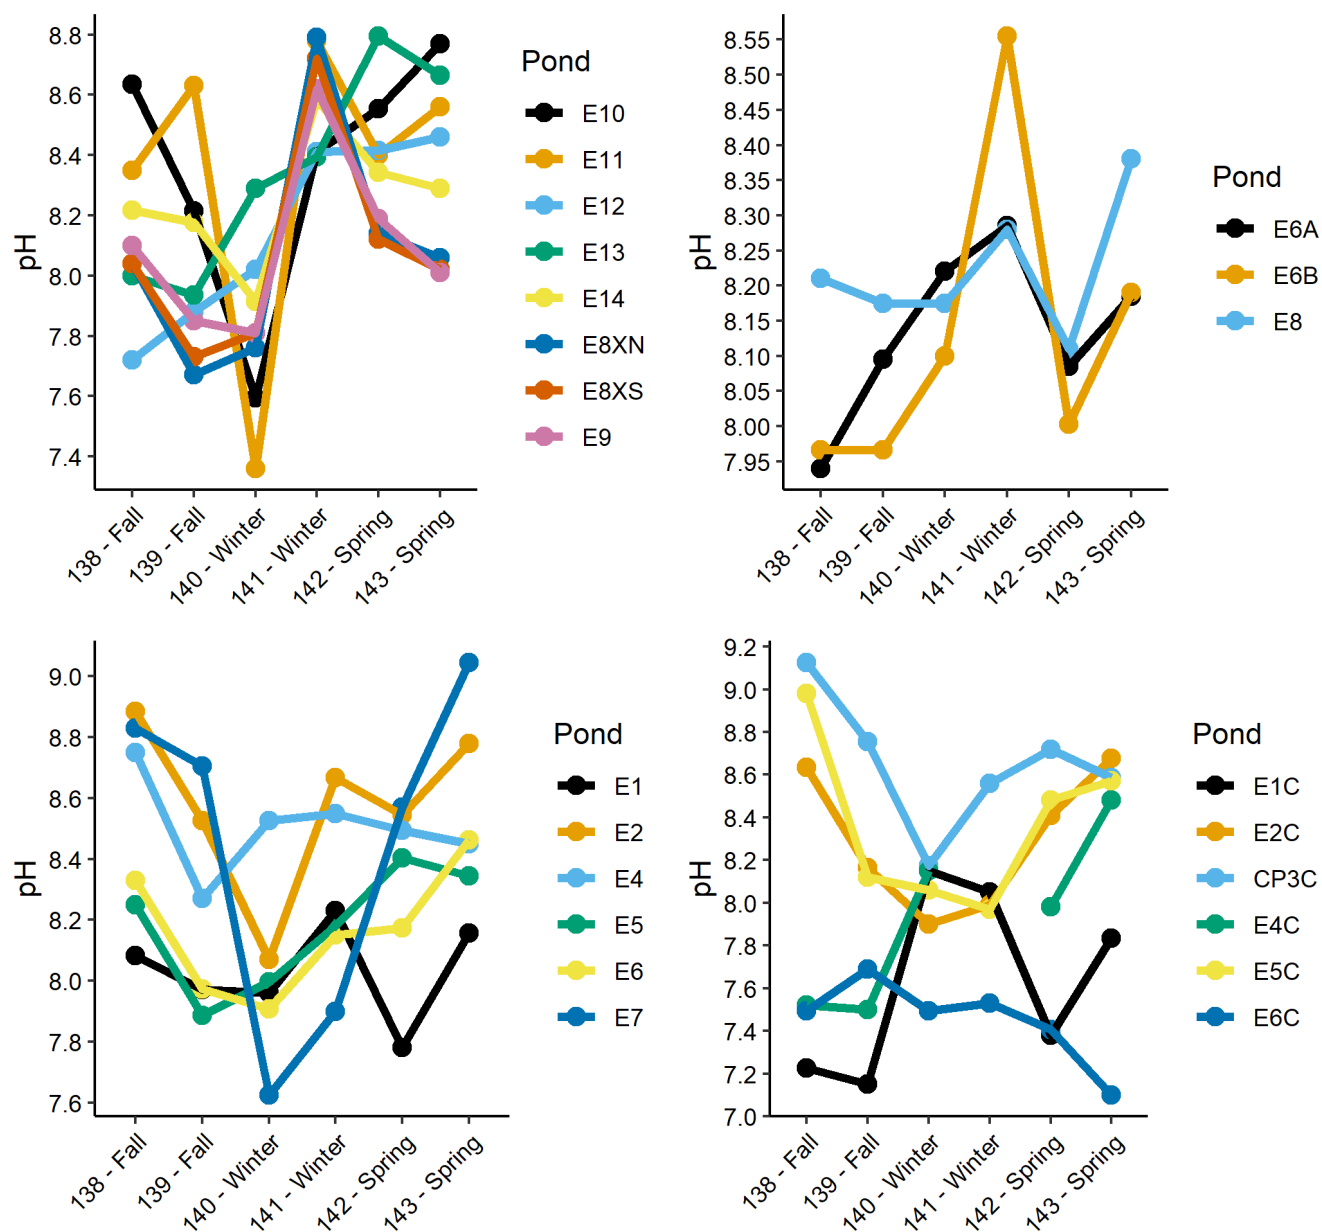 8.8
8.6
8.4
8.2
8.0
7.8
7.6
7.4
pH
138 - Fall
139 - Fall
140 - Winter
141 - Winter
142 - Spring
143 - Spring
Pond
E10
E11
E12
E13
E14
E8XN
E8XS
E9
8.55
8.50
8.45
8.40
8.35
8.30
8.25
8.20
8.15
8.10
8.05
8.00
7.95
pH
138 - Fall
139 - Fall
140 - Winter
141 - Winter
142 - Spring
143 - Spring
Pond
E6A
E6B
E8
9.0
8.8
8.6
8.4
8.2
8.0
7.8
7.6
pH
138 - Fall
139 - Fall
140 - Winter
141 - Winter
142 - Spring
143 - Spring
Pond
E1
E2
E4
E5
E6
E7
9.2
9.0
8.8
8.6
8.4
8.2
8.0
7.8
7.6
7.4
7.2
7.0
pH
138 - Fall
139 - Fall
140 - Winter
141 - Winter
142 - Spring
143 - Spring
Pond
E1C
E2C
CP3C
E4C
E5C
E6C